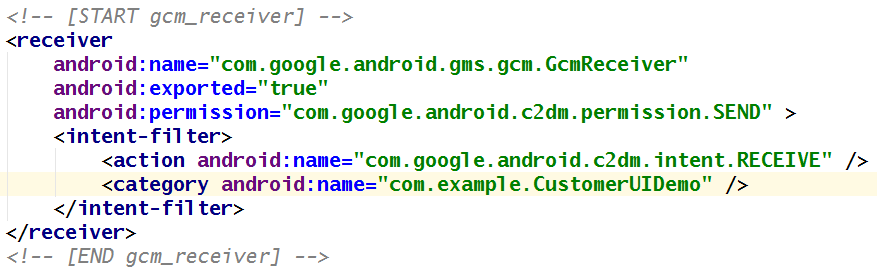 <!-- [START gcm_receiver] -->
<receiver
    android:name="com.google.android.gms.gcm.GcmReceiver"
    android:exported="true"
    android:permission="com.google.android.c2dm.permission.SEND" >
    <intent-filter>
        <action android:name="com.google.android.c2dm.intent.RECEIVE" />
        <category android:name="com.example.CustomerUIDemo" />
    </intent-filter>
</receiver>
<!-- [END gcm_receiver] -->